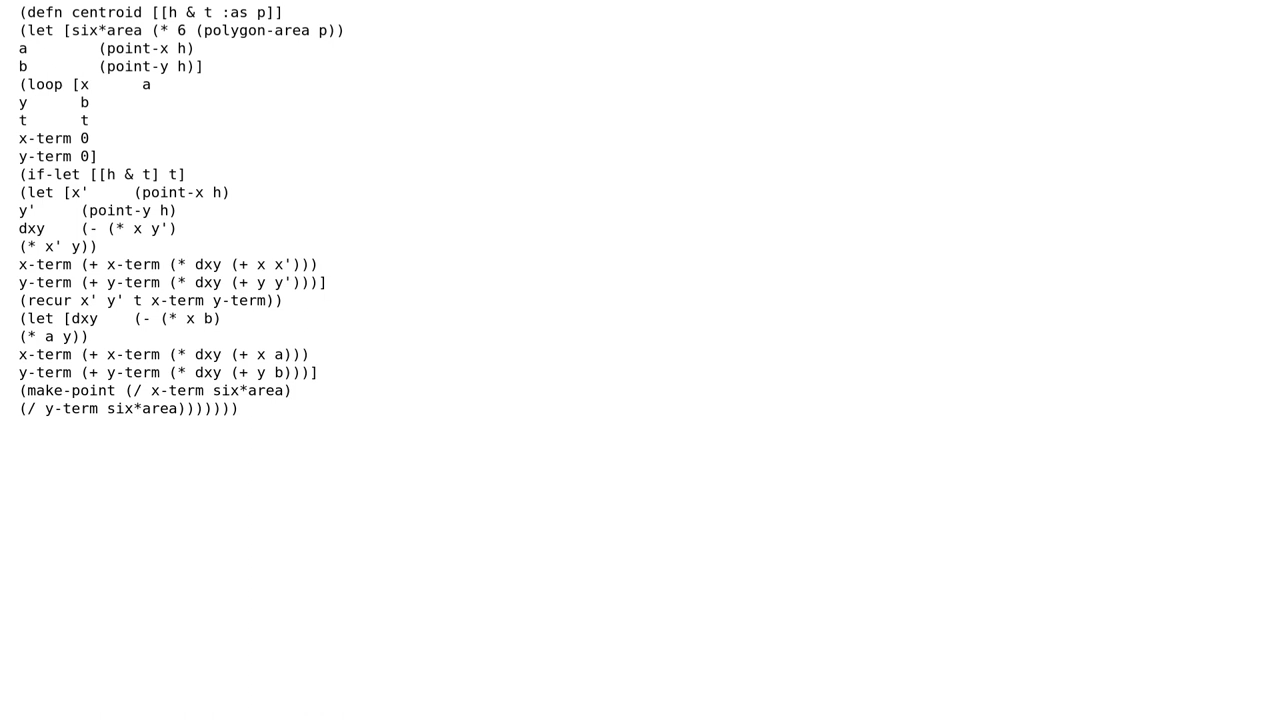 (defn centroid [[h & t :as p]]
(let [six*area (* 6 (polygon-area p))
a        (point-x h)
b        (point-y h)]
(loop [x      a
y      b
t      t
x-term 0
y-term 0]
(if-let [[h & t] t]
(let [x'     (point-x h)
y'     (point-y h)
dxy    (- (* x y')
(* x' y))
x-term (+ x-term (* dxy (+ x x')))
y-term (+ y-term (* dxy (+ y y')))]
(recur x' y' t x-term y-term))
(let [dxy    (- (* x b)
(* a y))
x-term (+ x-term (* dxy (+ x a)))
y-term (+ y-term (* dxy (+ y b)))]
(make-point (/ x-term six*area)
(/ y-term six*area)))))))